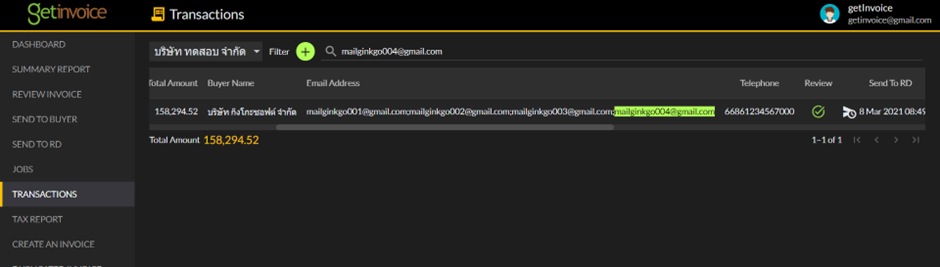 getinvoice
Transactions
getInvoice
getinvoice@gmail.com
DASHBOARD
SUMMARY REPORT
REVIEW INVOICE
SEND TO BUYER
SEND TO RD
JOBS
TRANSACTIONS
TAX REPORT
CREATE AN INVOICE
บริษัท ทดสอบ จำกัด Filter + mailginkgo004@gmail.com
Total Amount Buyer Name Email Address Telephone Review Send To RD
158,294.52 บริษัท กิงโกะซอฟต์ จำกัด mailginkgo001@gmail.com;mailginkgo002@gmail.com;mailginkgo003@gmail.com;mailginkgo004@gmail.com 66861234567000 8 Mar 2021 08:49
Total Amount 158,294.52 1–1 of 1